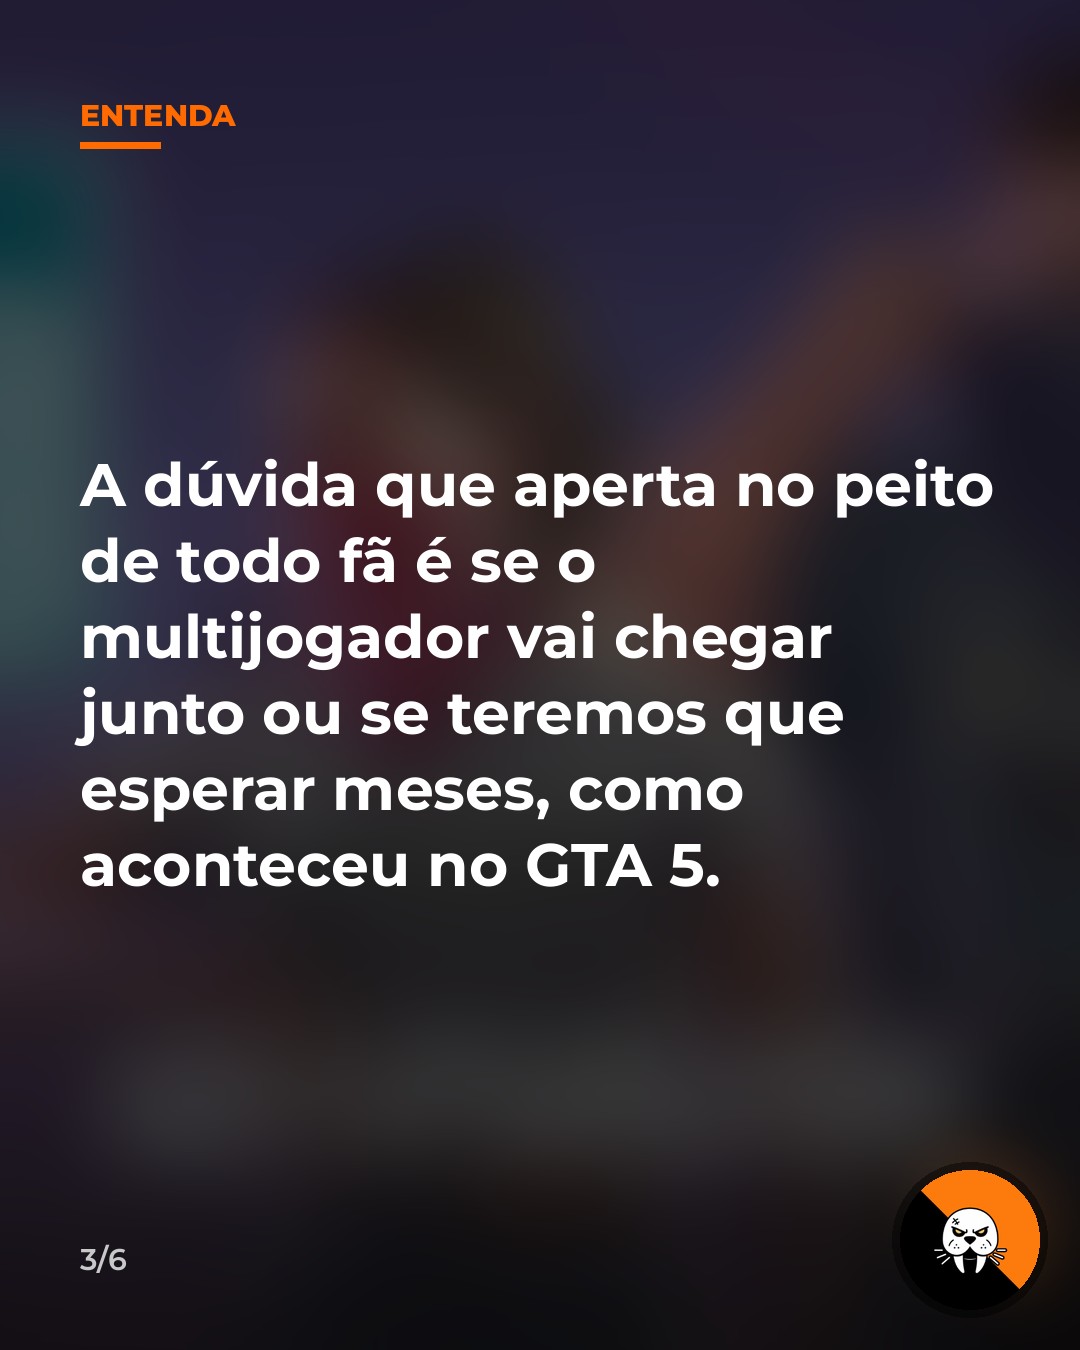 ENTENDA
A dúvida que aperta no peito
de todo fã é se o
multijogador vai chegar
junto ou se teremos que
esperar meses, como
aconteceu no GTA 5.
3/6